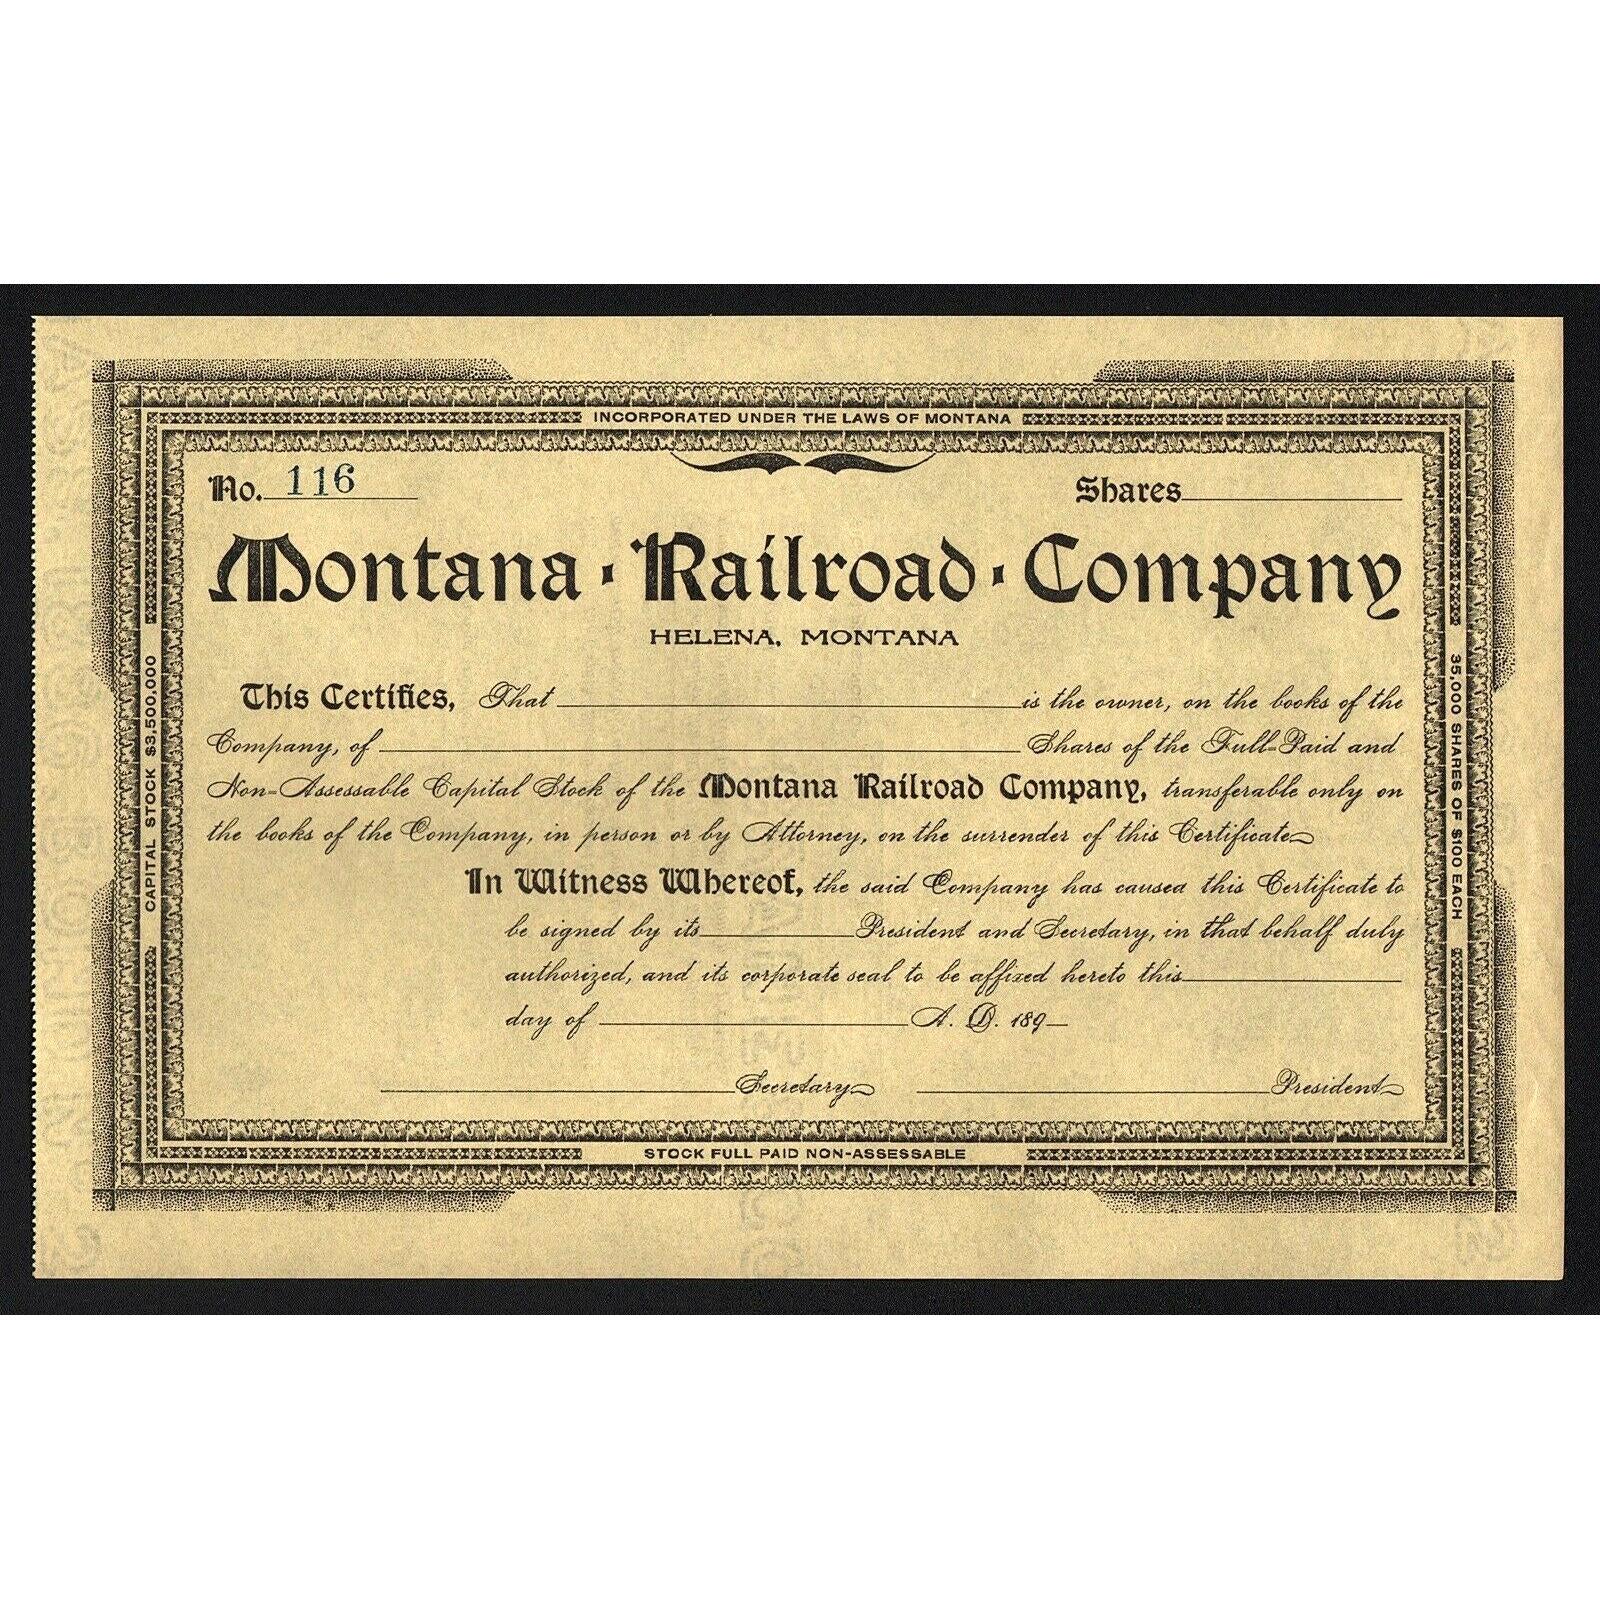 INCORPORATED UNDER THE LAWS OF MONTANA
No. 116 Shares
Montana · Railroad · Company
HELENA, MONTANA
CAPITAL STOCK $3,500,000
35,000 SHARES OF $100 EACH
This Certifies, That is the owner, on the books of the
Company, of Shares of the Full-Paid and
Non-Assessable Capital Stock of the Montana Railroad Company, transferable only on
the books of the Company, in person or by Attorney, on the surrender of this Certificate
In Witness Whereof, the said Company has caused this Certificate to
be signed by its President and Secretary, in that behalf duly
authorized, and its corporate seal to be affixed hereto this
day of A. D. 189
Secretary President
STOCK FULL PAID NON-ASSESSABLE